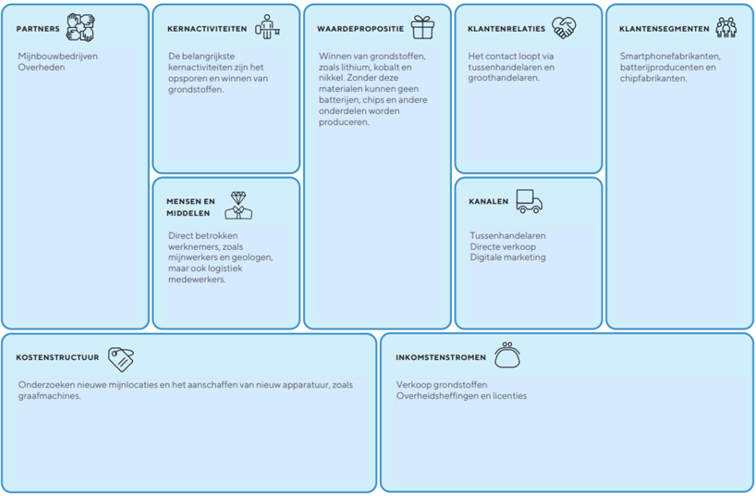 PARTNERS
Mijnbouwbedrijven
Overheden
KERNACTIVITEITEN
De belangrijkste
kernactiviteiten zijn het
opsporen en winnen van
grondstoffen.
MENSEN EN
MIDDELEN
Direct betrokken
werknemers, zoals
mijnwerkers en geologen,
maar ook logistiek
medewerkers.
WAARDEPROPOSITIE
Winnen van grondstoffen,
zoals lithium, kobalt en
nikkel. Zonder deze
materialen kunnen geen
batterijen, chips en andere
onderdelen worden
produceren.
KLANTENRELATIES
Het contact loopt via
tussenhandelaren en
groothandelaren.
KANALEN
Tussenhandelaren
Directe verkoop
Digitale marketing
KLANTENSEGMENTEN
Smartphonefabrikanten,
batterijproducenten en
chipfabrikanten.
KOSTENSTRUCTUUR
Onderzoeken nieuwe mijnlocaties en het aanschaffen van nieuw apparatuur, zoals
graafmachines.
INKOMSTENSTROMEN
Verkoop grondstoffen
Overheidsheffingen en licenties